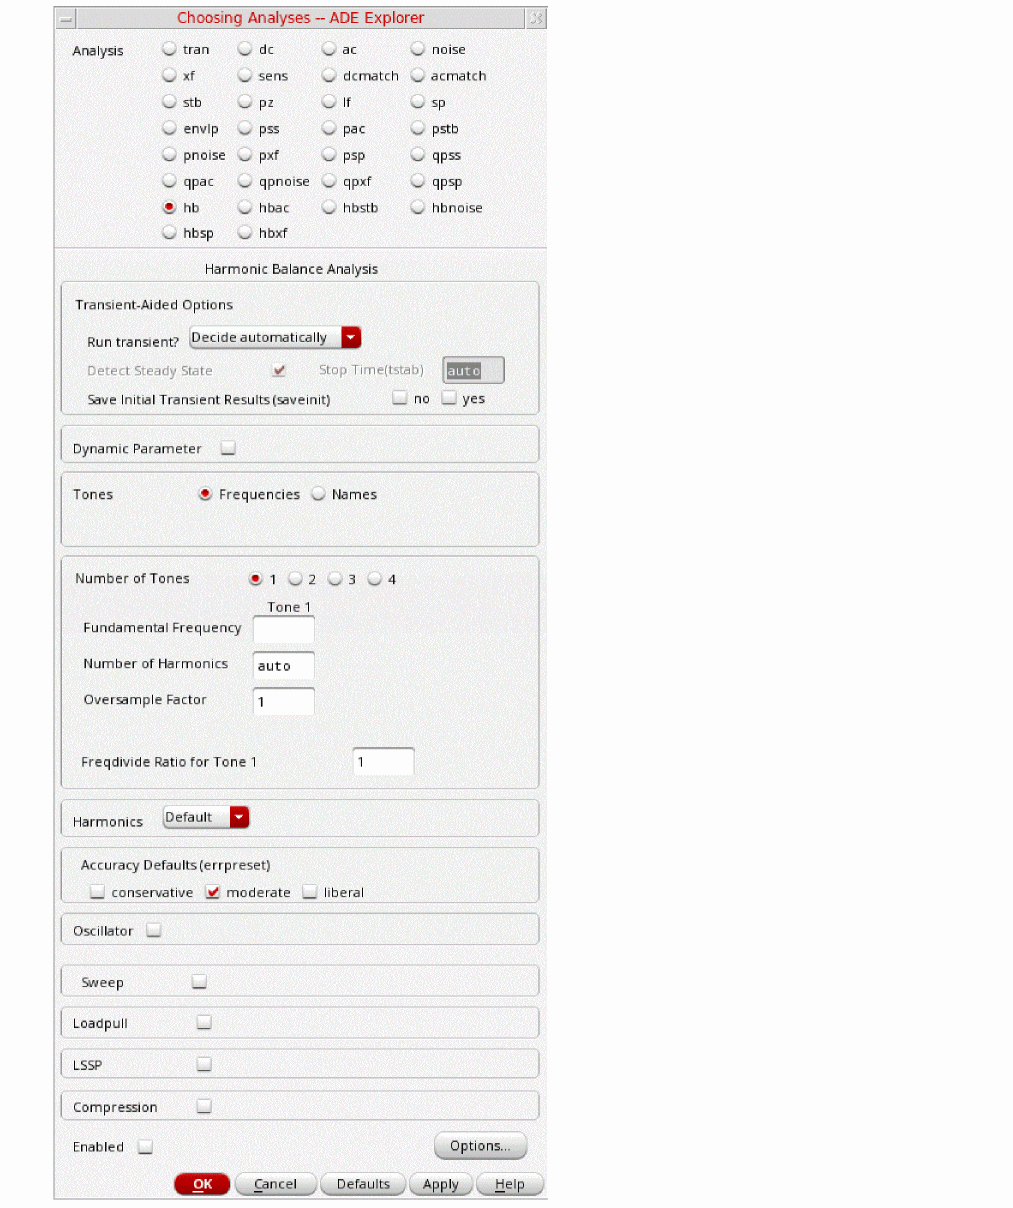 Choosing Analyses -- ADE Explorer
Analysis tran dc ac noise
xf sens dcmatch acmatch
stb pz lf sp
envlp pss pac pstb
pnoise pxf psp qpss
qpac qpnoise qpxf qpsp
hb hbac hbstb hbnoise
hbsp hbxf
Harmonic Balance Analysis
Transient-Aided Options
Run transient? Decide automatically
Detect Steady State Stop Time(tstab) auto
Save Initial Transient Results (saveinit) no yes
Dynamic Parameter
Tones Frequencies Names
Number of Tones 1 2 3 4
Tone 1
Fundamental Frequency
Number of Harmonics auto
Oversample Factor 1
Freqdivide Ratio for Tone 1 1
Harmonics Default
Accuracy Defaults (errpreset)
conservative moderate liberal
Oscillator
Sweep
Loadpull
LSSP
Compression
Enabled Options...
OK Cancel Defaults Apply Help